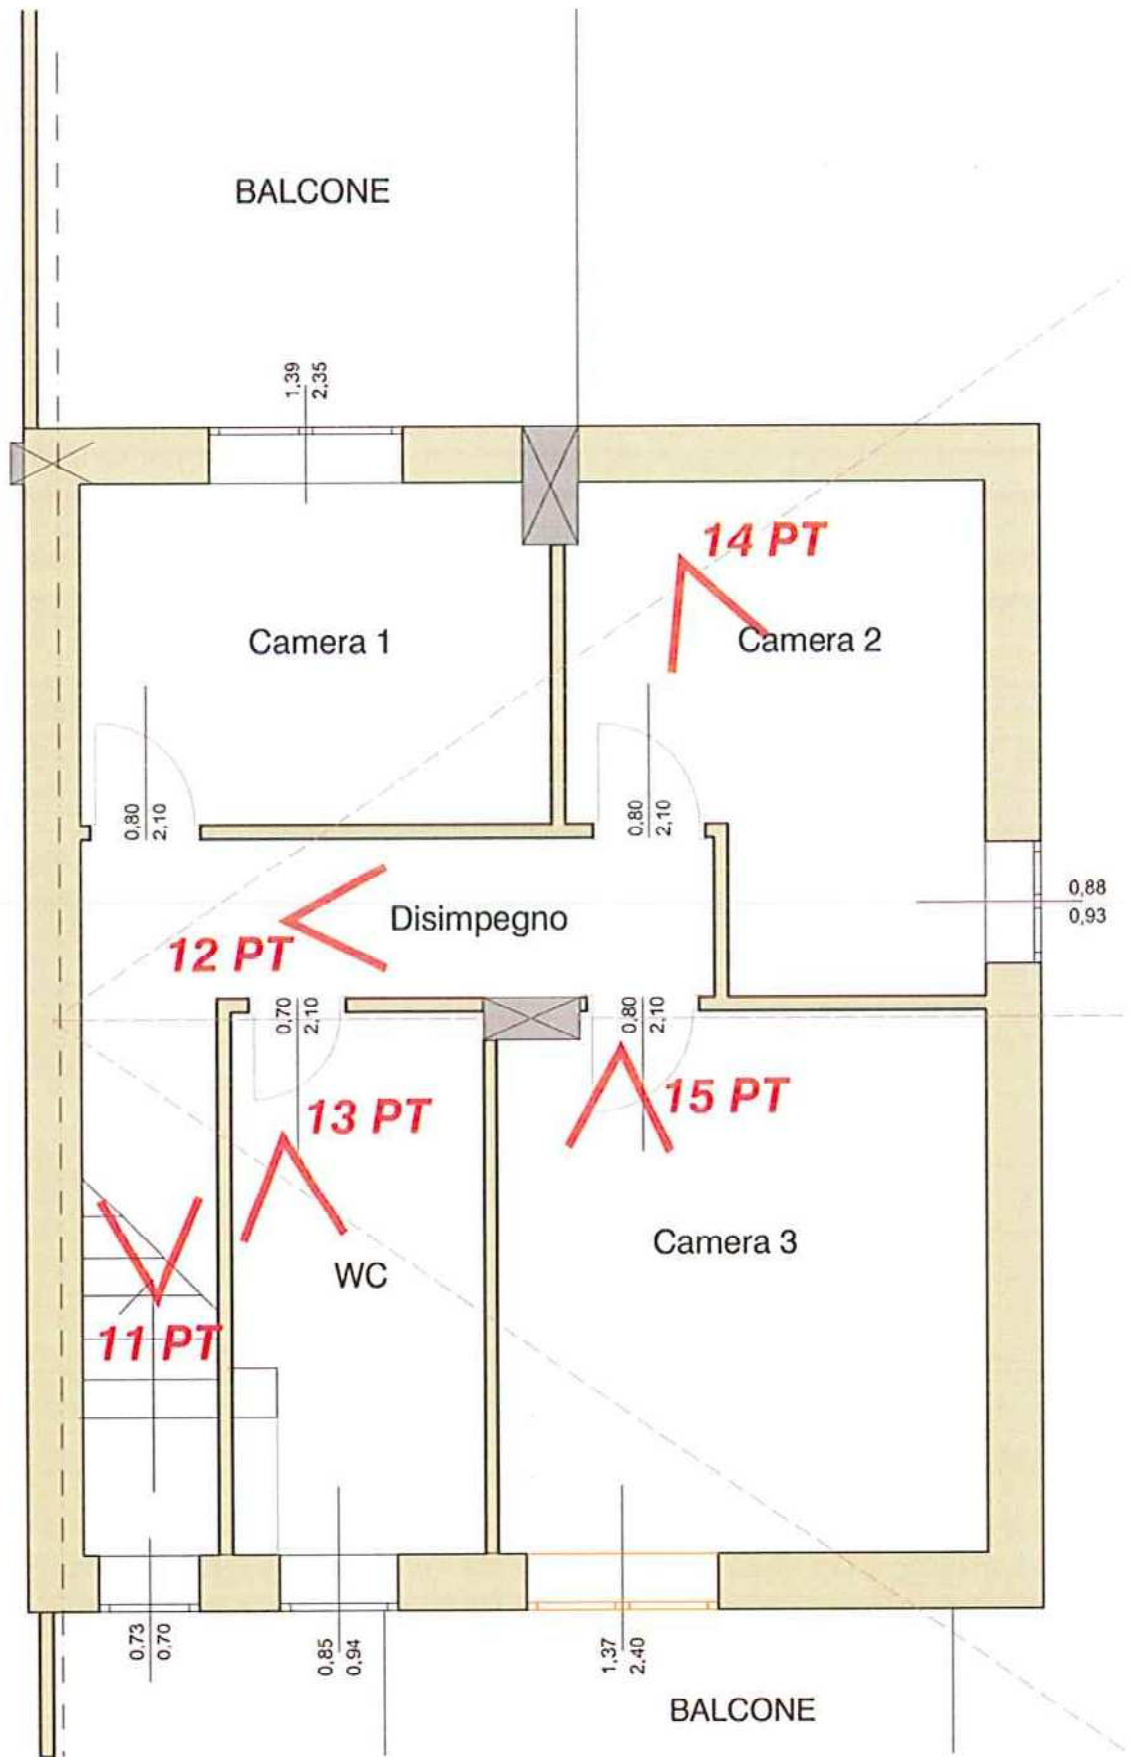 BALCONE
1,39
2,35
14 PT
Camera 1
Camera 2
0,80
2,10
0,80
2,10
0,88
0,93
Disimpegno
12 PT
0,70
2,10
0,80
2,10
13 PT
15 PT
Camera 3
WC
11 PT
0,73
0,70
0,85
0,94
1,37
2,40
BALCONE